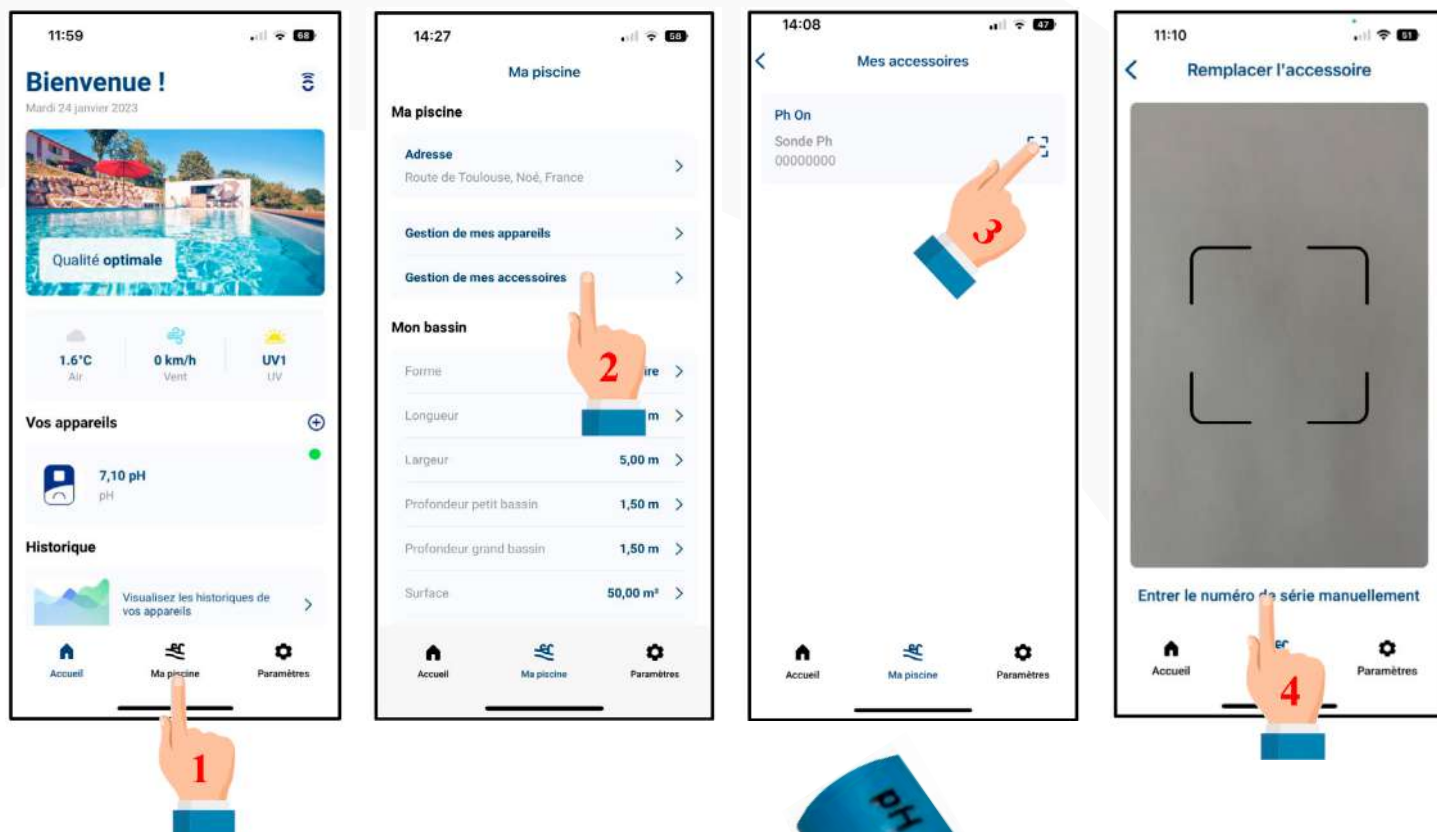 11:59
68
Bienvenue !
Mardi 24 janvier 2023
Qualité optimale
1.6°C
Air
0 km/h
Vent
UV1
UV
Vos appareils
7,10 pH
pH
Historique
Visualisez les historiques de
vos appareils
Accueil
Ma piscine
Paramètres
1
14:27
58
Ma piscine
Ma piscine
Adresse
Route de Toulouse, Noé, France
Gestion de mes appareils
Gestion de mes accessoires
Mon bassin
Forme
ire
Longueur
m
Largeur
5,00 m
Profondeur petit bassin
1,50 m
Profondeur grand bassin
1,50 m
Surface
50,00 m²
Accueil
Ma piscine
Paramètres
2
14:08
47
Mes accessoires
Ph On
Sonde Ph
00000000
3
Accueil
Ma piscine
Paramètres
11:10
51
Remplacer l'accessoire
Entrer le numéro de série manuellement
Accueil
Paramètres
4
pH